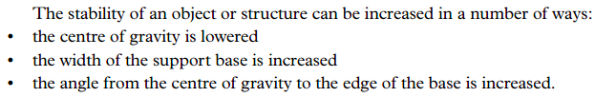 The stability of an object or structure can be increased in a number of ways:
• the centre of gravity is lowered
• the width of the support base is increased
• the angle from the centre of gravity to the edge of the base is increased.